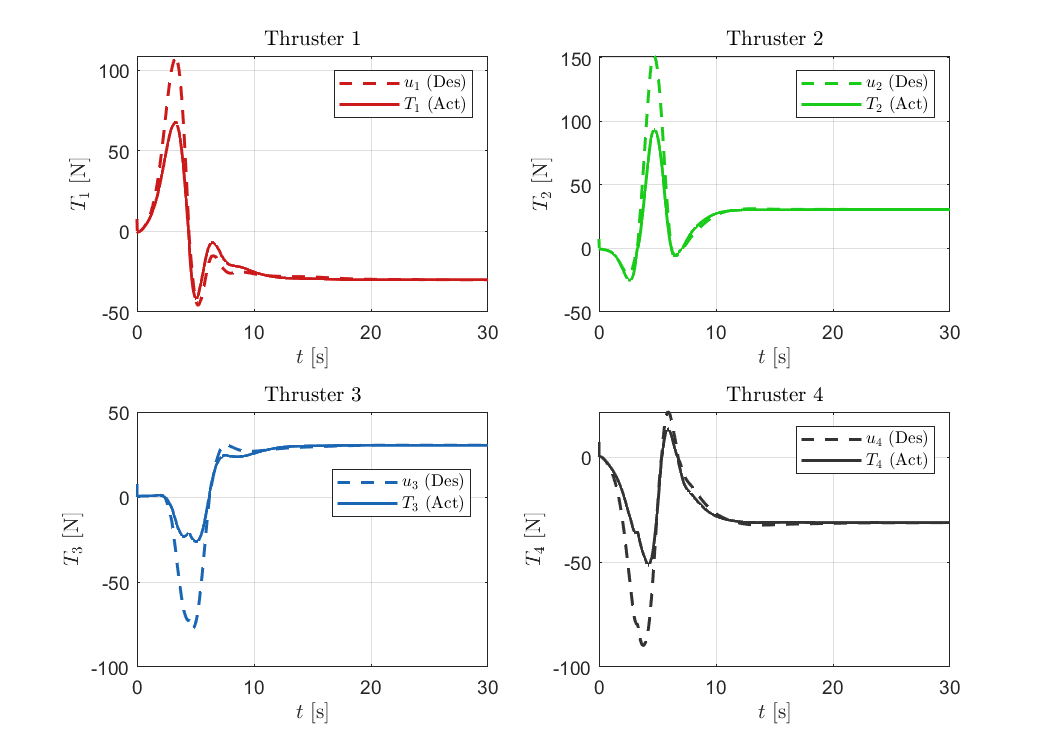 Thruster 1
100
50
0
-50
T₁ [N]
u₁ (Des)
T₁ (Act)
0
10
20
30
t [s]
Thruster 2
150
100
50
0
-50
T₂ [N]
u₂ (Des)
T₂ (Act)
0
10
20
30
t [s]
Thruster 3
50
0
-50
-100
T₃ [N]
u₃ (Des)
T₃ (Act)
0
10
20
30
t [s]
Thruster 4
0
-50
-100
T₄ [N]
u₄ (Des)
T₄ (Act)
0
10
20
30
t [s]